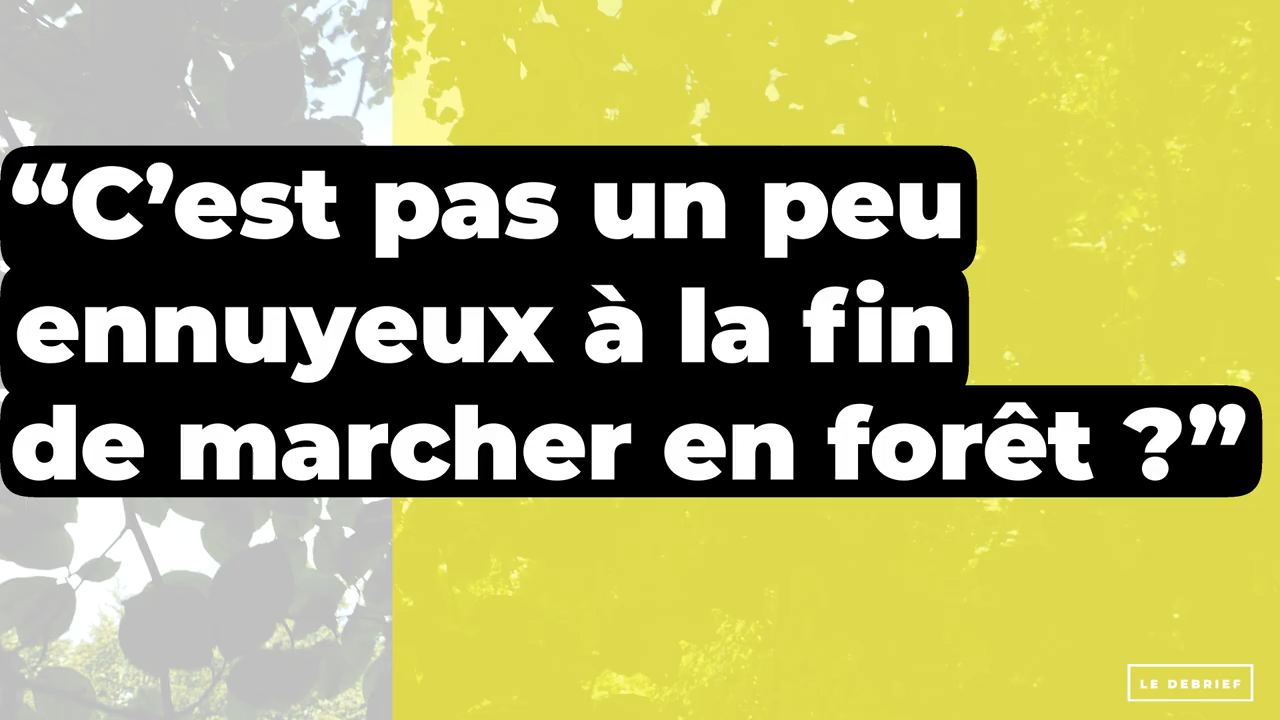 “C’est pas un peu
ennuyeux à la fin
de marcher en forêt ?”
LE DEBRIEF